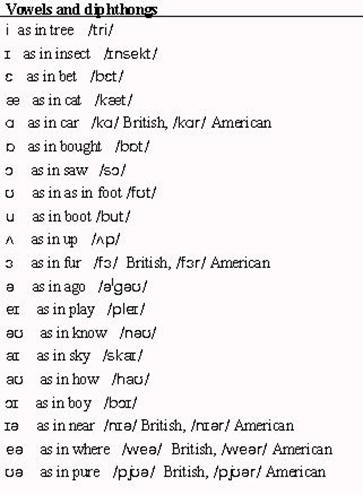 Vowels and diphthongs
i as in tree /tri/
ɪ as in insect /ɪnsekt/
ɛ as in bet /bɛt/
æ as in cat /kæt/
ɑ as in car /kɑ/ British, /kɑr/ American
ɒ as in bought /bɒt/
ɔ as in saw /sɔ/
ʊ as in as in foot /fʊt/
u as in boot /but/
ʌ as in up /ʌp/
ɜ as in fur /fɜ/ British, /fɜr/ American
ə as in ago /əˈgəʊ/
eɪ as in play /pleɪ/
əʊ as in know /nəʊ/
aɪ as in sky /skaɪ/
aʊ as in how /haʊ/
ɔɪ as in boy /bɔɪ/
ɪə as in near /nɪə/ British, /nɪər/ American
eə as in where /weə/ British, /weər/ American
ʊə as in pure /pjʊə/ British, /pjʊər/ American